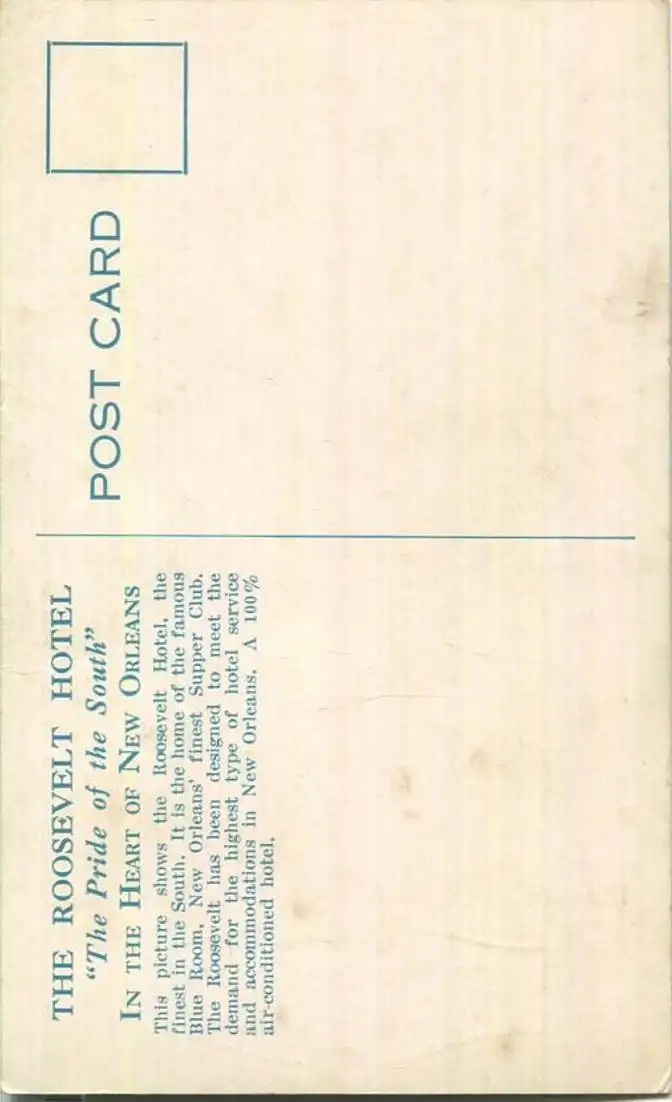 THE ROOSEVELT HOTEL
“The Pride of the South”
IN THE HEART OF NEW ORLEANS
This picture shows the Roosevelt Hotel, the
finest in the South. It is the home of the famous
Blue Room, New Orleans' finest Supper Club.
The Roosevelt has been designed to meet the
demand for the highest type of hotel service
and accommodations in New Orleans. A 100%
air-conditioned hotel.
POST CARD